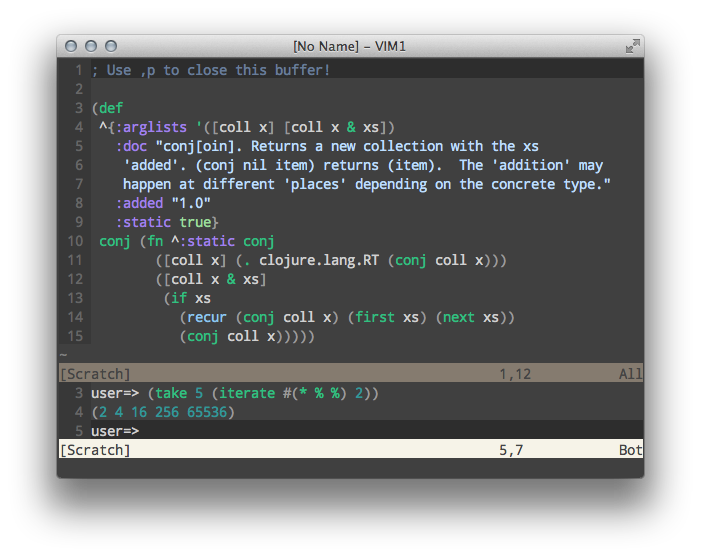 [No Name] – VIM1
1 ; Use ,p to close this buffer!
2
3 (def
4  ^{:arglists '([coll x] [coll x & xs])
5    :doc "conj[oin]. Returns a new collection with the xs
6     'added'. (conj nil item) returns (item).  The 'addition' may
7     happen at different 'places' depending on the concrete type."
8    :added "1.0"
9    :static true}
10  conj (fn ^:static conj
11         ([coll x] (. clojure.lang.RT (conj coll x)))
12         ([coll x & xs]
13          (if xs
14            (recur (conj coll x) (first xs) (next xs))
15            (conj coll x)))))
~
[Scratch] 1,12 All
3 user=> (take 5 (iterate #(* % %) 2))
4 (2 4 16 256 65536)
5 user=>
[Scratch] 5,7 Bot